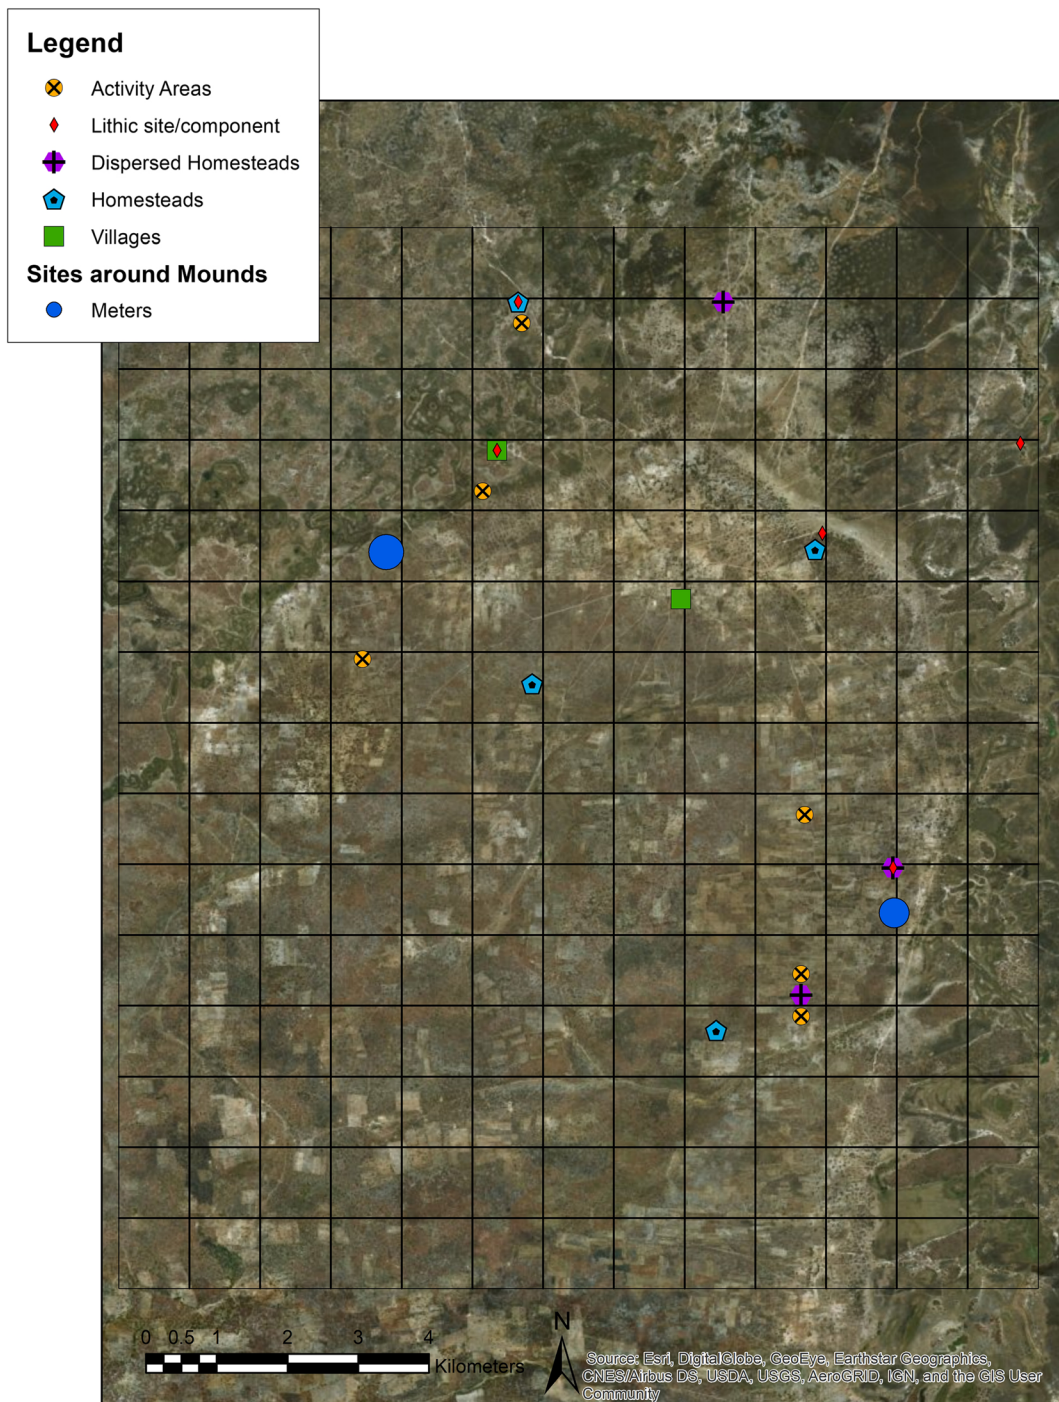 Legend
Activity Areas
Lithic site/component
Dispersed Homesteads
Homesteads
Villages
Sites around Mounds
Meters
N
0 0.5 1 2 3 4
Kilometers
Source: Esri, DigitalGlobe, GeoEye, Earthstar Geographics,
CNES/Airbus DS, USDA, USGS, AeroGRID, IGN, and the GIS User
Community